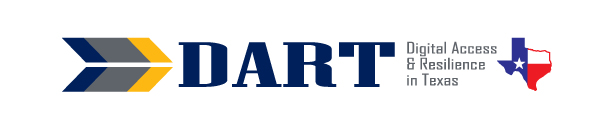 DART
Digital Access
& Resilience
in Texas